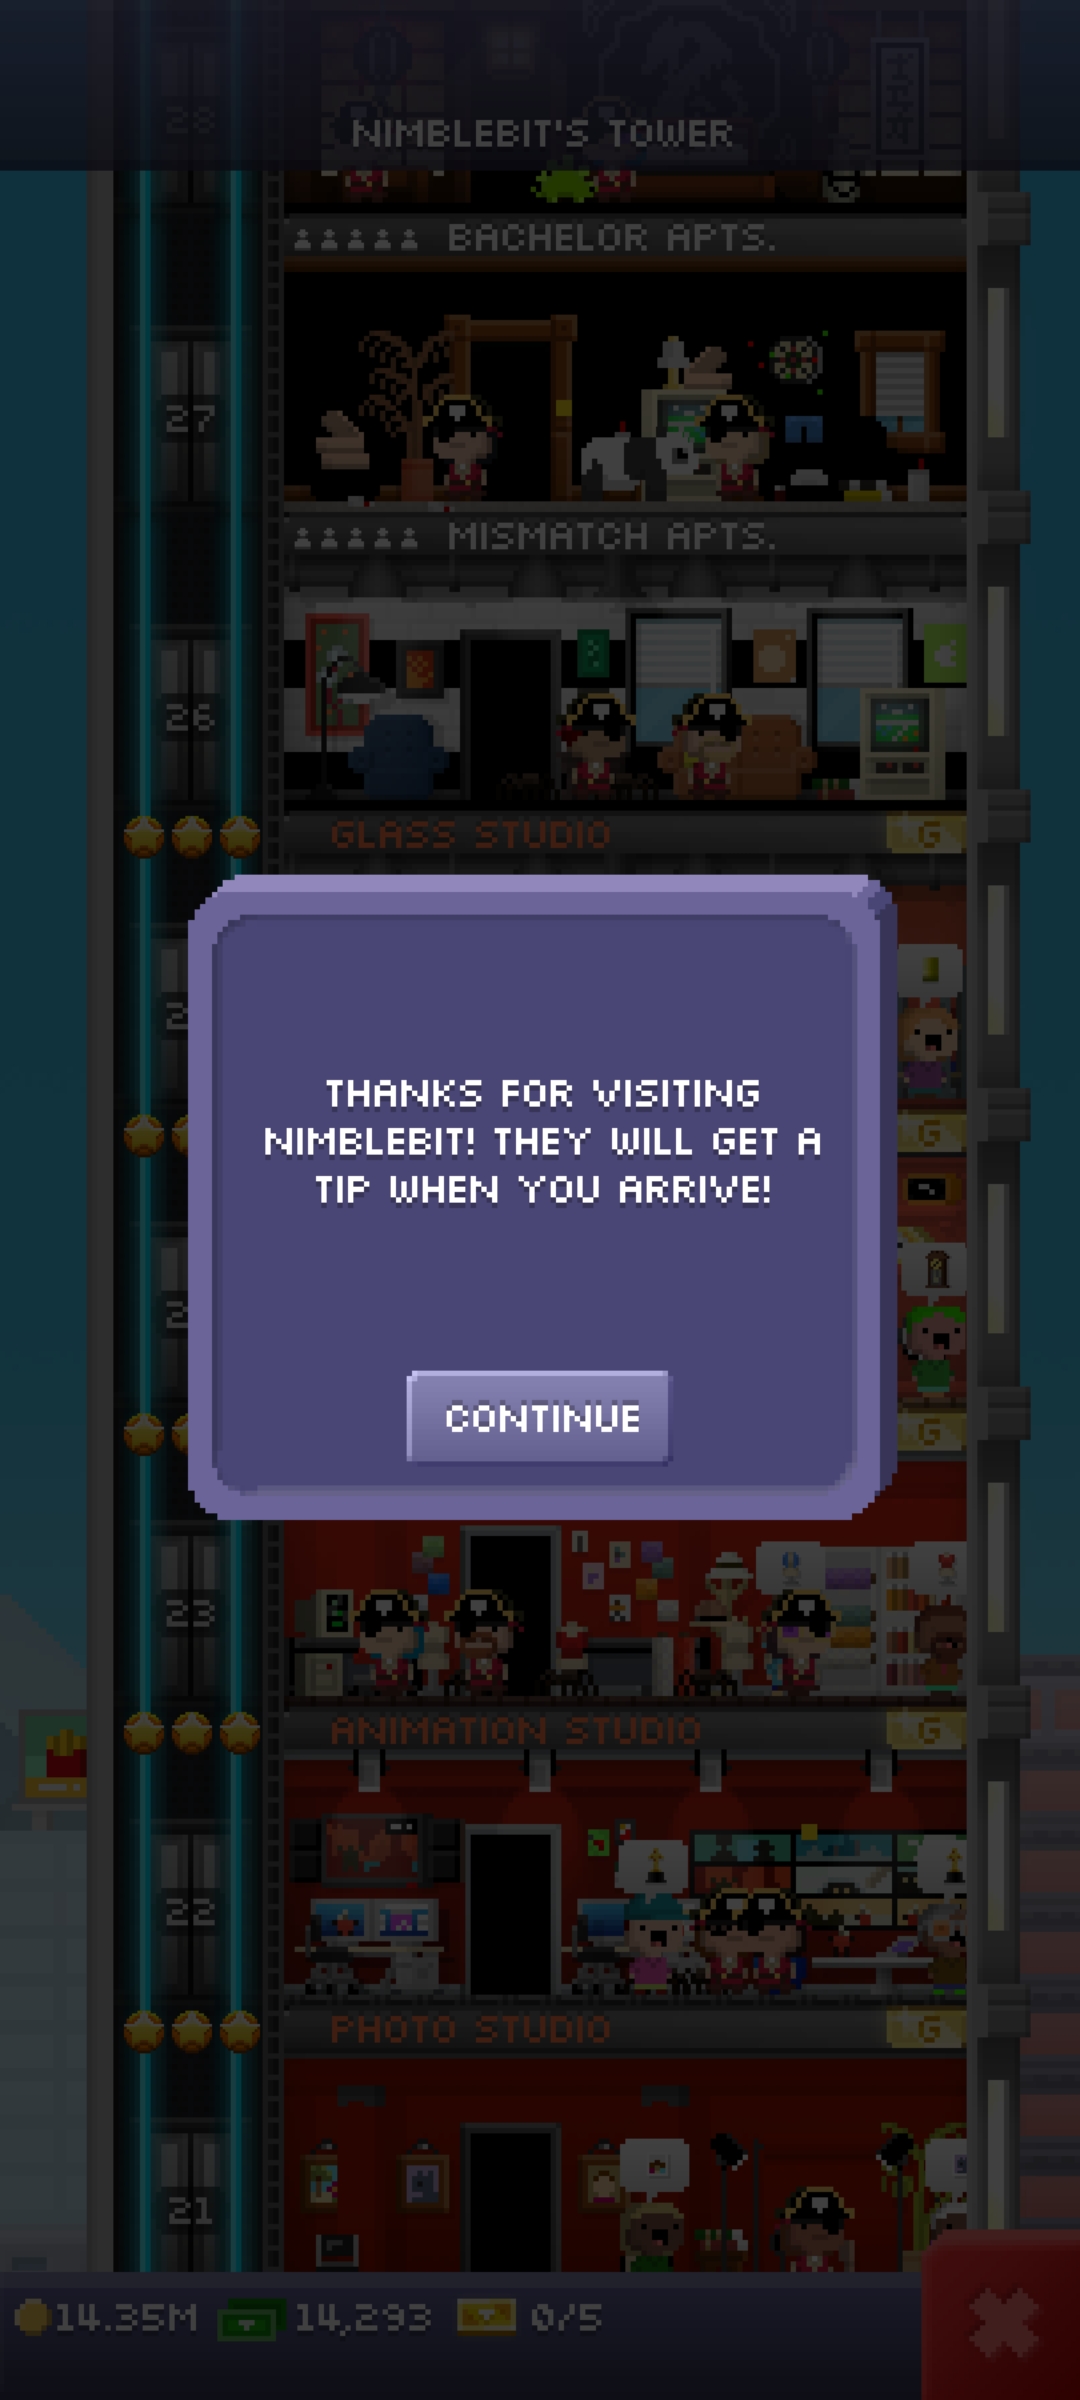 28
NIMBLEBIT'S TOWER
BACHELOR APTS.
27
MISMATCH APTS.
26
GLASS STUDIO
G
THANKS FOR VISITING
NIMBLEBIT! THEY WILL GET A
TIP WHEN YOU ARRIVE!
G
CONTINUE
G
23
ANIMATION STUDIO
G
22
PHOTO STUDIO
G
21
14.35M
14,293
0/5